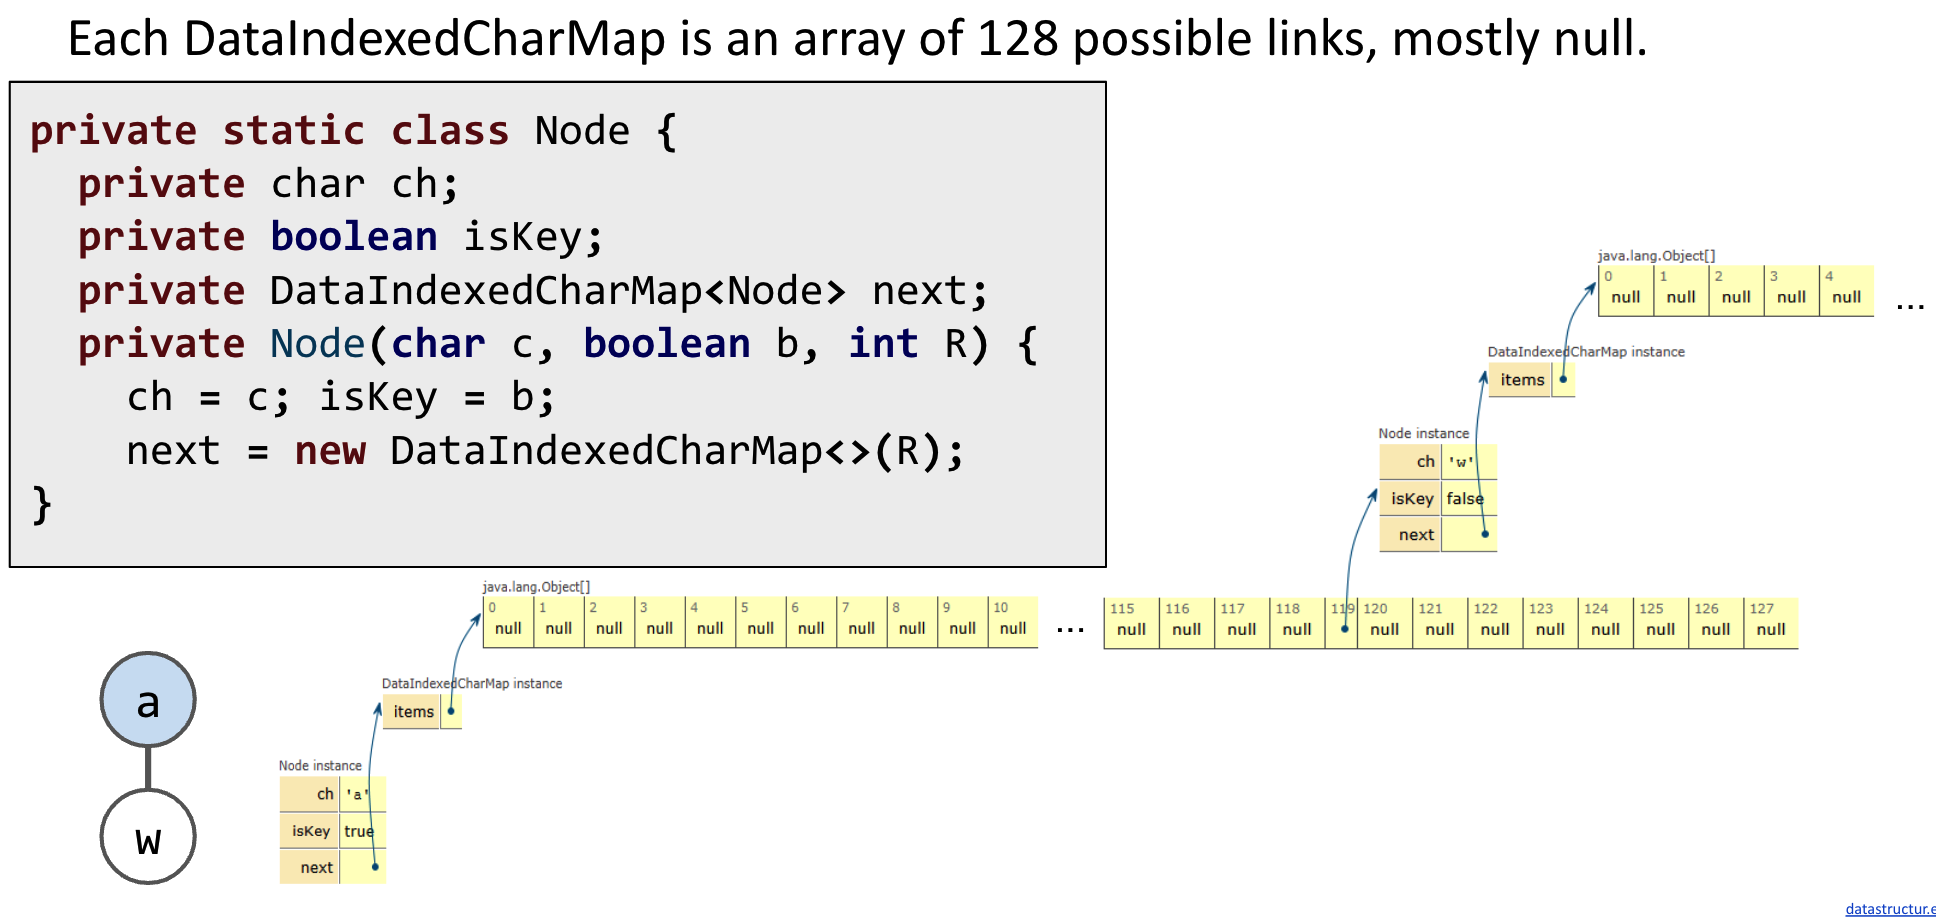 Each DataIndexedCharMap is an array of 128 possible links, mostly null.
private static class Node {
private char ch;
private boolean isKey;
private DataIndexedCharMap<Node> next;
private Node(char c, boolean b, int R) {
ch = c; isKey = b;
next = new DataIndexedCharMap<>(R);
}
java.lang.Object[]
0 1 2 3 4
null null null null null ...
DataIndexedCharMap instance
items
Node instance
ch 'w'
isKey false
next
java.lang.Object[]
0 1 2 3 4 5 6 7 8 9 10 115 116 117 118 119 120 121 122 123 124 125 126 127
null null null null null null null null null null null ... null null null null null null null null null null null null
DataIndexedCharMap instance
items
a
w
Node instance
ch 'a'
isKey true
next
datastructur.e